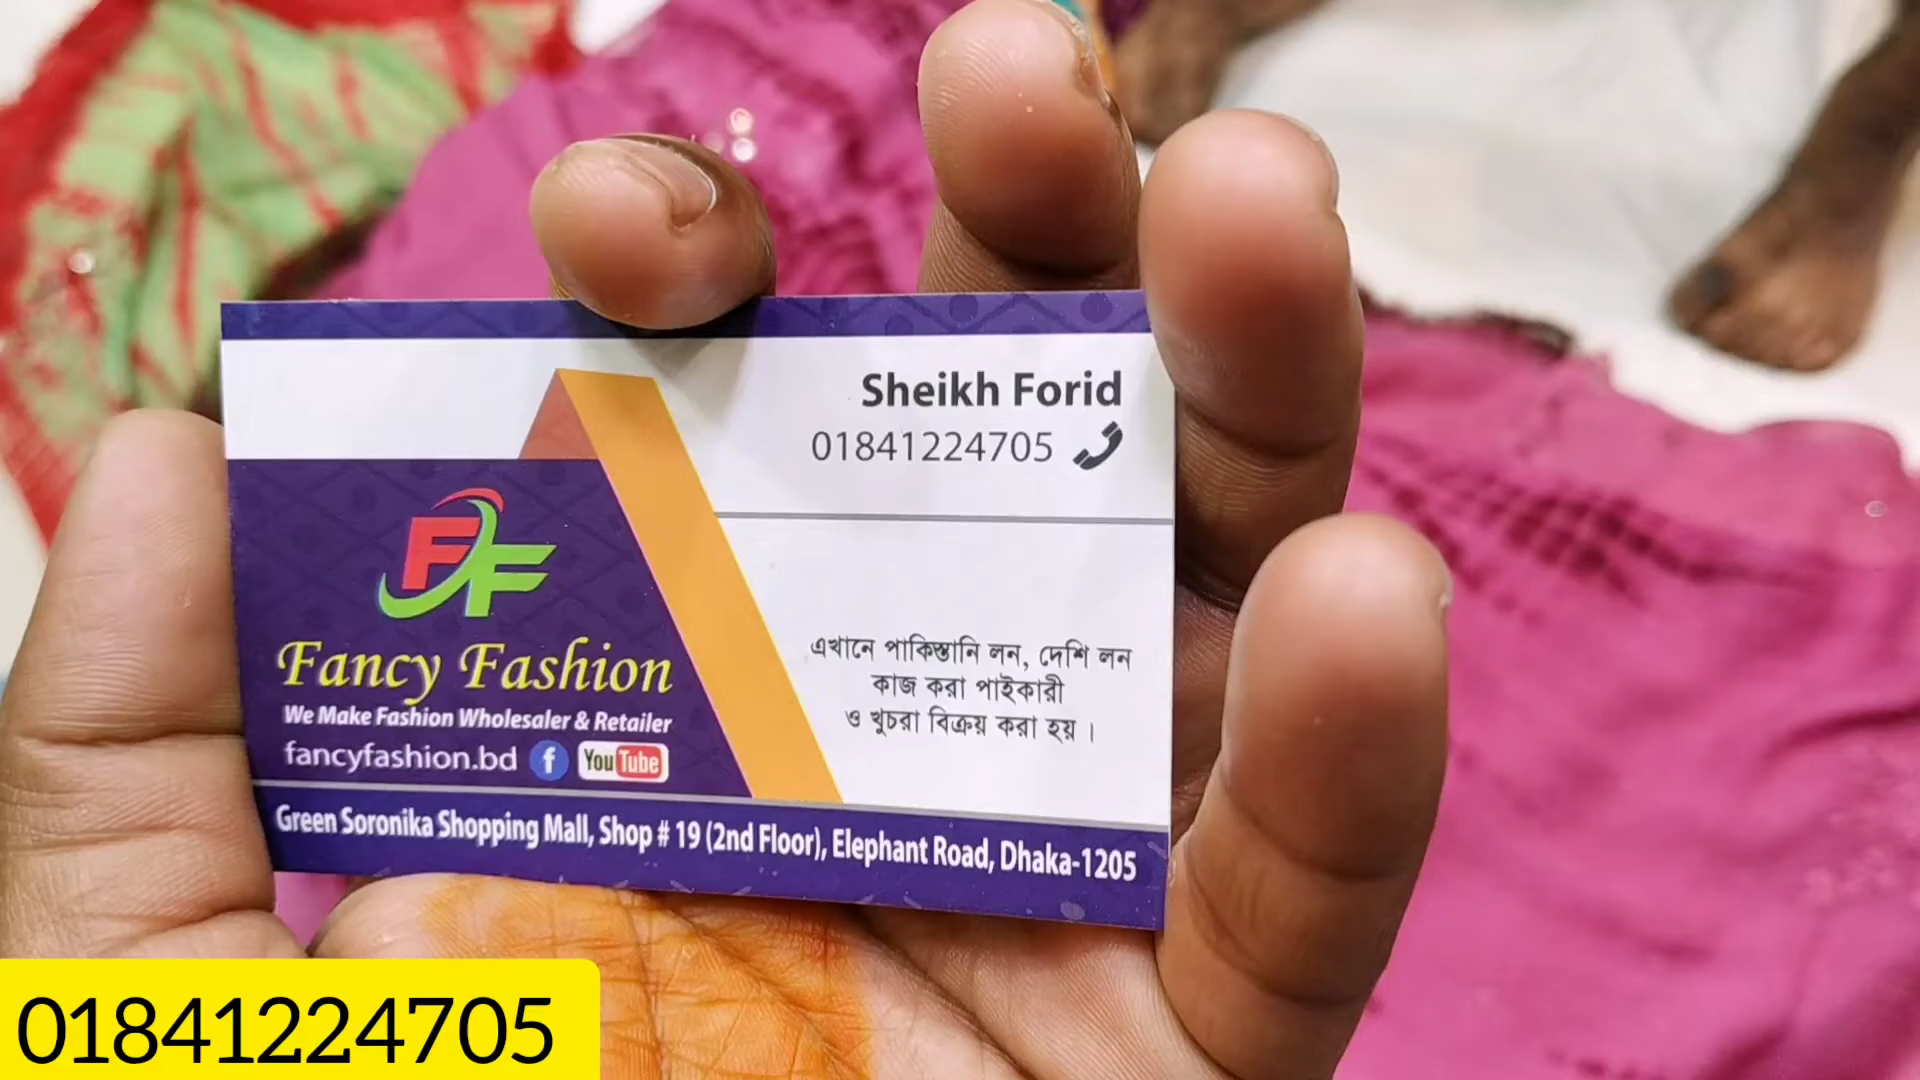 Sheikh Forid
01841224705
FF
Fancy Fashion
We Make Fashion Wholesaler & Retailer
fancyfashion.bd f YouTube
এখানে পাকিস্তানি লন, দেশি লন
কাজ করা পাইকারী
ও খুচরা বিক্রয় করা হয়।
Green Soronika Shopping Mall, Shop # 19 (2nd Floor), Elephant Road, Dhaka-1205
01841224705